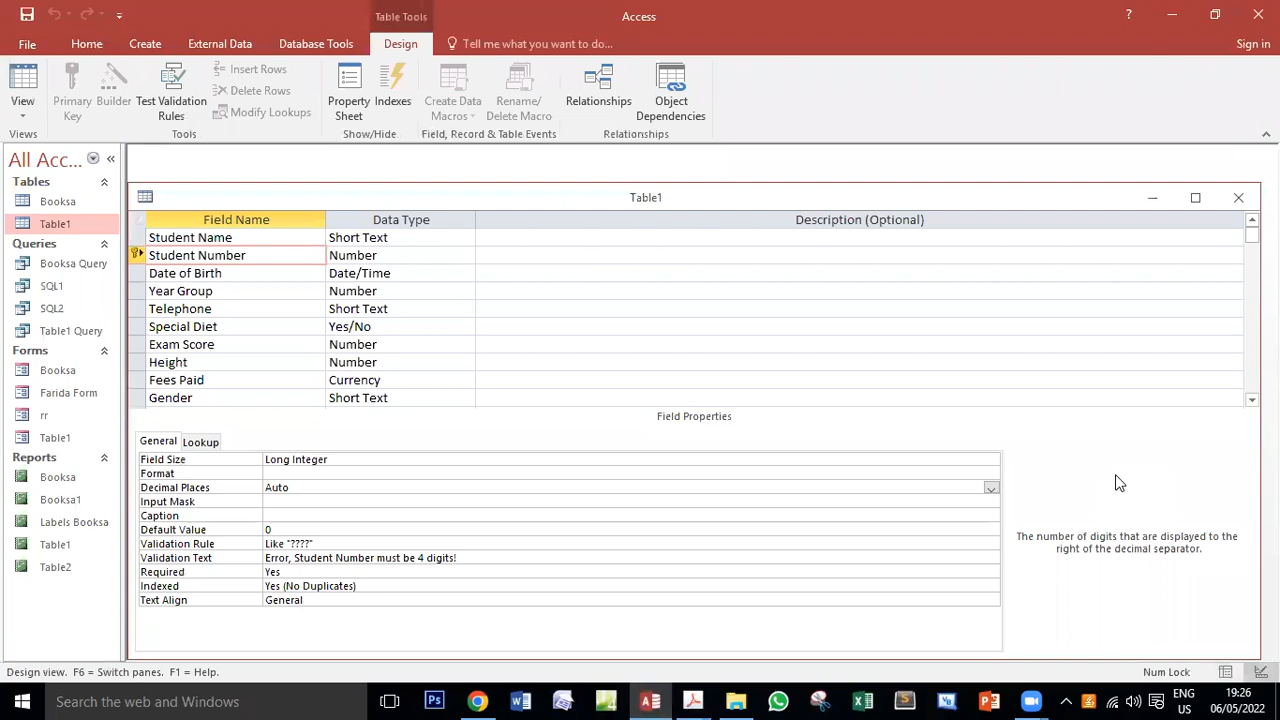 Table Tools
Access
?
File
Home
Create
External Data
Database Tools
Design
Tell me what you want to do...
Sign in
View
Primary Key
Builder
Test Validation Rules
Insert Rows
Delete Rows
Modify Lookups
Property Sheet
Indexes
Create Data Macros
Rename/ Delete Macro
Relationships
Object Dependencies
Views
Tools
Show/Hide
Field, Record & Table Events
Relationships
All Acc...
Tables
Booksa
Table1
Queries
Booksa Query
SQL1
SQL2
Table1 Query
Forms
Booksa
Farida Form
rr
Table1
Reports
Booksa
Booksa1
Labels Booksa
Table1
Table2
Table1
Field Name Data Type Description (Optional)
Student Name Short Text
Student Number Number
Date of Birth Date/Time
Year Group Number
Telephone Short Text
Special Diet Yes/No
Exam Score Number
Height Number
Fees Paid Currency
Gender Short Text
Field Properties
General Lookup
Field Size Long Integer
Format
Decimal Places Auto
Input Mask
Caption
Default Value 0
Validation Rule Like "????"
Validation Text Error, Student Number must be 4 digits!
Required Yes
Indexed Yes (No Duplicates)
Text Align General
The number of digits that are displayed to the
right of the decimal separator.
Design view. F6 = Switch panes. F1 = Help.
Num Lock
Search the web and Windows
ENG
US
19:26
06/05/2022